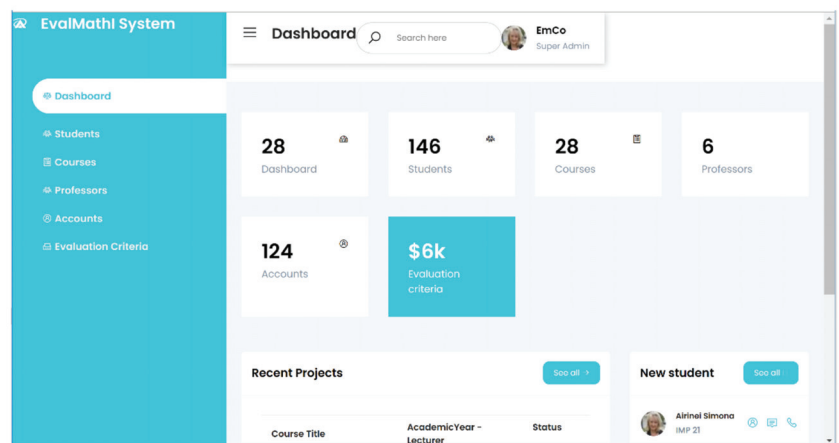 EvalMathI System
Dashboard
Search here
EmCo
Super Admin
Dashboard
Students
Courses
Professors
Accounts
Evaluation Criteria
28
Dashboard
146
Students
28
Courses
6
Professors
124
Accounts
$6k
Evaluation
criteria
Recent Projects
See all
New student
See all
Course Title
AcademicYear -
Lecturer
Status
Airinei Simona
IMP 21